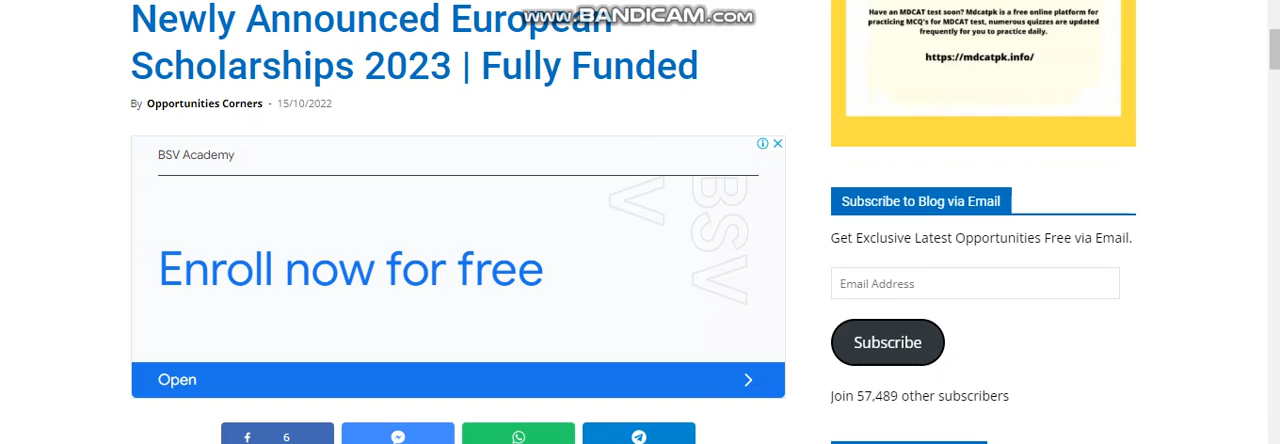 www.BANDICAM.com
Newly Announced European
Scholarships 2023 | Fully Funded
By Opportunities Corners - 15/10/2022
BSV Academy
BSV
V
Enroll now for free
Open
6
Have an MDCAT test soon? Mdcatpk is a free online platform for
practicing MCQ's for MDCAT test, numerous quizzes are updated
frequently for you to practice daily.
https://mdcatpk.info/
Subscribe to Blog via Email
Get Exclusive Latest Opportunities Free via Email.
Email Address
Subscribe
Join 57,489 other subscribers